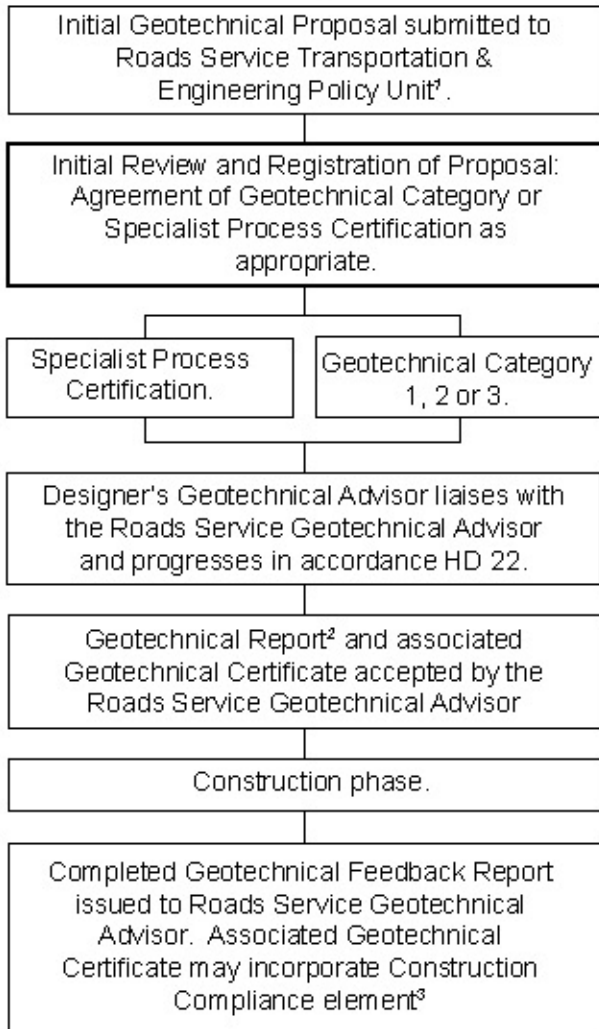 Initial Geotechnical Proposal submitted to
Roads Service Transportation &
Engineering Policy Unit¹.
Initial Review and Registration of Proposal:
Agreement of Geotechnical Category or
Specialist Process Certification as
appropriate.
Specialist Process
Certification.
Geotechnical Category
1, 2 or 3.
Designer's Geotechnical Advisor liaises with
the Roads Service Geotechnical Advisor
and progresses in accordance HD 22.
Geotechnical Report² and associated
Geotechnical Certificate accepted by the
Roads Service Geotechnical Advisor
Construction phase.
Completed Geotechnical Feedback Report
issued to Roads Service Geotechnical
Advisor. Associated Geotechnical
Certificate may incorporate Construction
Compliance element³